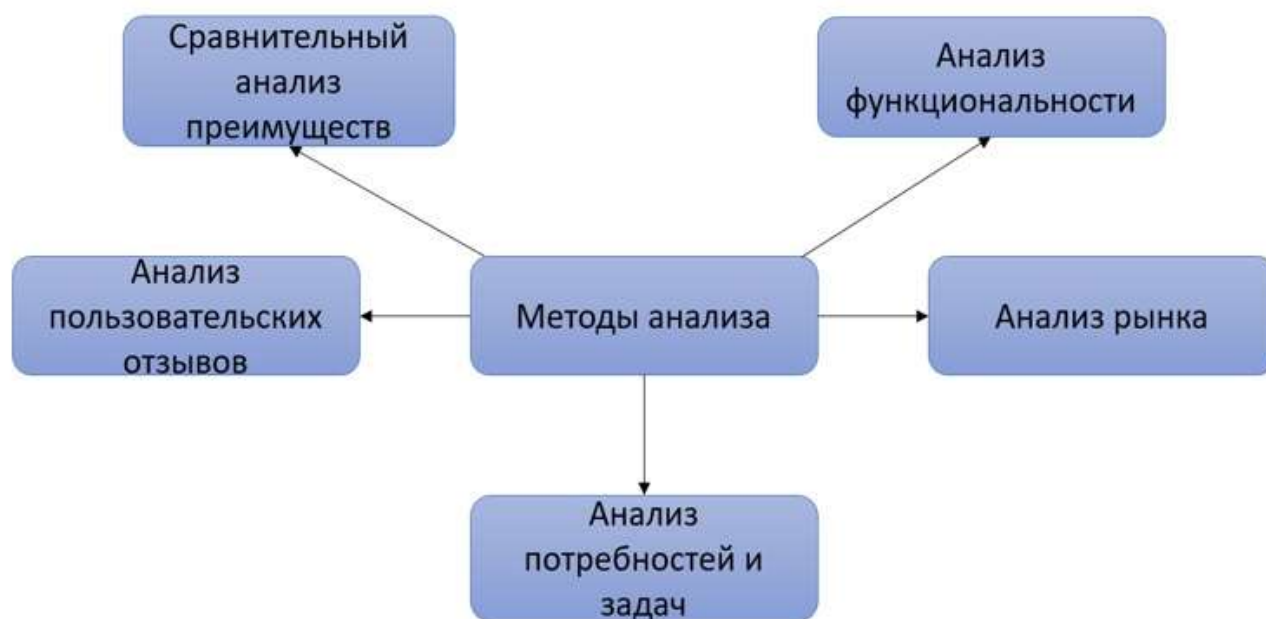 Сравнительный
анализ
преимуществ
Анализ
функциональности
Анализ
пользовательских
отзывов
Методы анализа
Анализ рынка
Анализ
потребностей и
задач